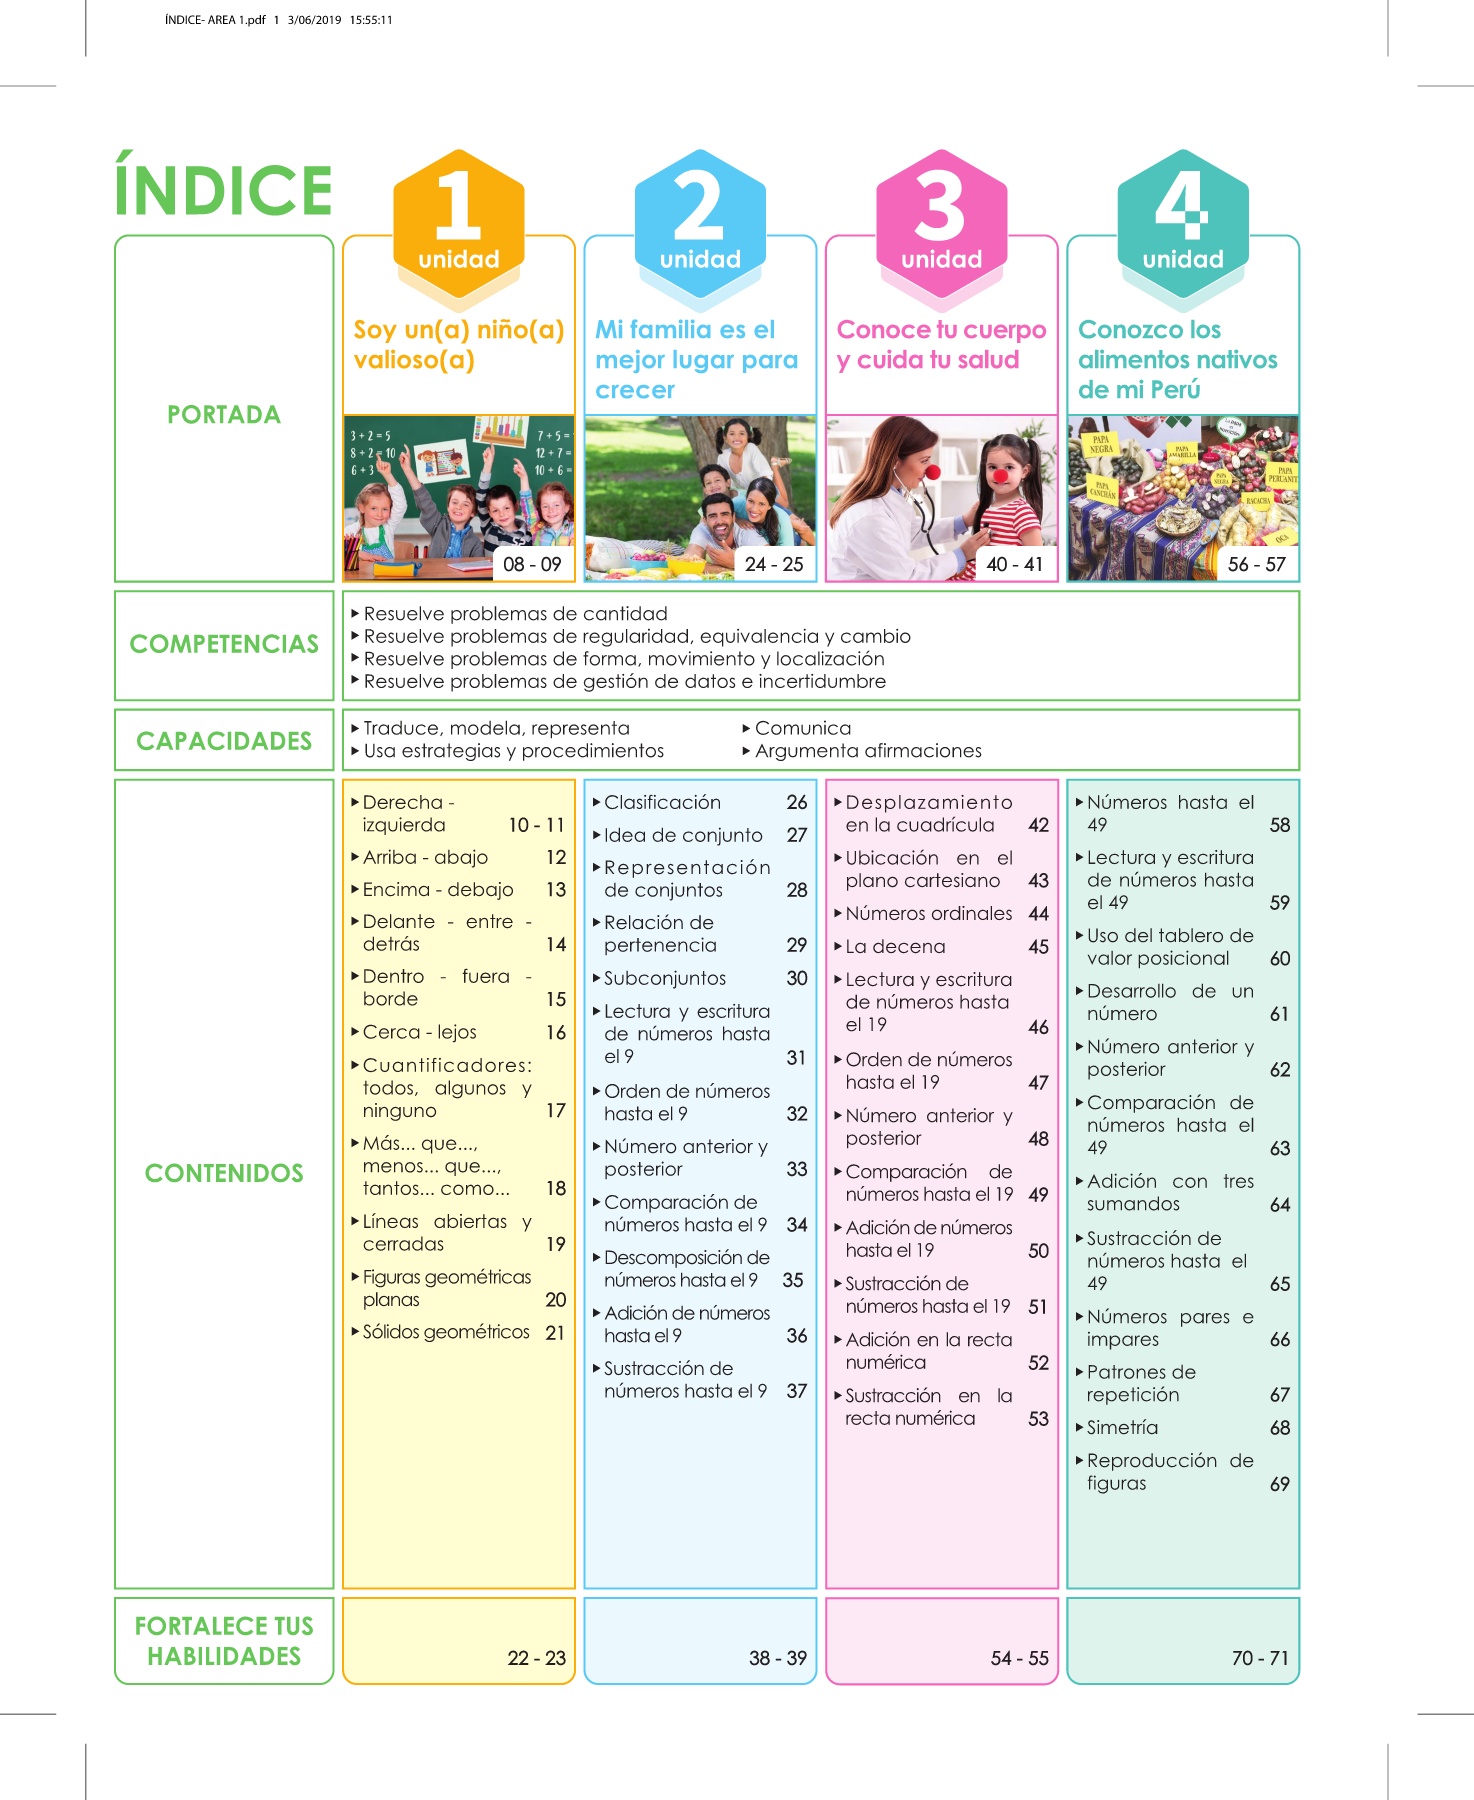 ÍNDICE- AREA 1.pdf 1 3/06/2019 15:55:11
ÍNDICE
1
unidad
2
unidad
3
unidad
4
unidad
PORTADA
Soy un(a) niño(a)
valioso(a)
3 + 2 = 5
8 + 2 = 10
6 + 3
7 + 5 =
12 + 7 =
10 + 6 =
08 - 09
Mi familia es el
mejor lugar para
crecer
24 - 25
Conoce tu cuerpo
y cuida tu salud
40 - 41
Conozco los
alimentos nativos
de mi Perú
PAPA
NEGRA
PAPA
AMARILLA
PAPA
CANCHÁN
PAPA
NEGRA
PAPA
PERUANIT
BACACHA
OCA
56 - 57
COMPETENCIAS
▸ Resuelve problemas de cantidad
▸ Resuelve problemas de regularidad, equivalencia y cambio
▸ Resuelve problemas de forma, movimiento y localización
▸ Resuelve problemas de gestión de datos e incertidumbre
CAPACIDADES
▸ Traduce, modela, representa
▸ Usa estrategias y procedimientos
▸ Comunica
▸ Argumenta afirmaciones
CONTENIDOS
▸ Derecha -
izquierda 10 - 11
▸ Arriba - abajo 12
▸ Encima - debajo 13
▸ Delante - entre -
detrás 14
▸ Dentro - fuera -
borde 15
▸ Cerca - lejos 16
▸ Cuantificadores:
todos, algunos y
ninguno 17
▸ Más... que...,
menos... que...,
tantos... como... 18
▸ Líneas abiertas y
cerradas 19
▸ Figuras geométricas
planas 20
▸ Sólidos geométricos 21
▸ Clasificación 26
▸ Idea de conjunto 27
▸ Representación
de conjuntos 28
▸ Relación de
pertenencia 29
▸ Subconjuntos 30
▸ Lectura y escritura
de números hasta
el 9 31
▸ Orden de números
hasta el 9 32
▸ Número anterior y
posterior 33
▸ Comparación de
números hasta el 9 34
▸ Descomposición de
números hasta el 9 35
▸ Adición de números
hasta el 9 36
▸ Sustracción de
números hasta el 9 37
▸ Desplazamiento
en la cuadrícula 42
▸ Ubicación en el
plano cartesiano 43
▸ Números ordinales 44
▸ La decena 45
▸ Lectura y escritura
de números hasta
el 19 46
▸ Orden de números
hasta el 19 47
▸ Número anterior y
posterior 48
▸ Comparación de
números hasta el 19 49
▸ Adición de números
hasta el 19 50
▸ Sustracción de
números hasta el 19 51
▸ Adición en la recta
numérica 52
▸ Sustracción en la
recta numérica 53
▸ Números hasta el
49 58
▸ Lectura y escritura
de números hasta
el 49 59
▸ Uso del tablero de
valor posicional 60
▸ Desarrollo de un
número 61
▸ Número anterior y
posterior 62
▸ Comparación de
números hasta el
49 63
▸ Adición con tres
sumandos 64
▸ Sustracción de
números hasta el
49 65
▸ Números pares e
impares 66
▸ Patrones de
repetición 67
▸ Simetría 68
▸ Reproducción de
figuras 69
FORTALECE TUS
HABILIDADES
22 - 23
38 - 39
54 - 55
70 - 71